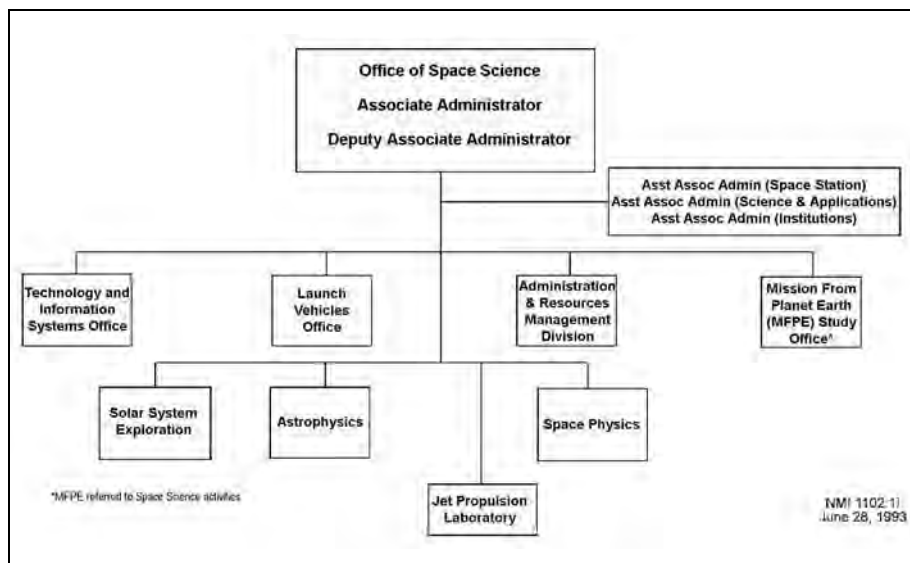 Office of Space Science
Associate Administrator
Deputy Associate Administrator
Asst Assoc Admin (Space Station)
Asst Assoc Admin (Science & Applications)
Asst Assoc Admin (Institutions)
Technology and
Information
Systems Office
Launch
Vehicles
Office
Administration
& Resources
Management
Division
Mission From
Planet Earth
(MFPE) Study
Office*
Solar System
Exploration
Astrophysics
Space Physics
Jet Propulsion
Laboratory
*MFPE referred to Space Science activities
NMI 1102.1I
June 28, 1993